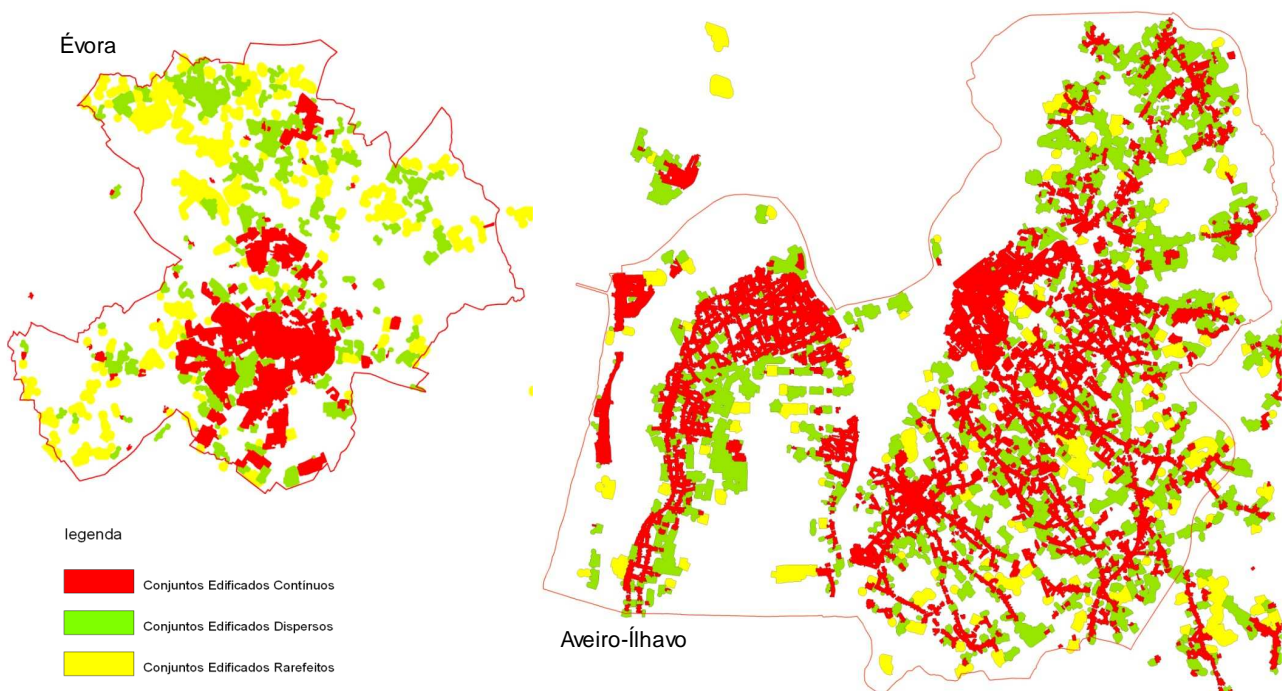 Évora
legenda
Conjuntos Edificados Contínuos
Conjuntos Edificados Dispersos
Conjuntos Edificados Rarefeitos
Aveiro-Ílhavo